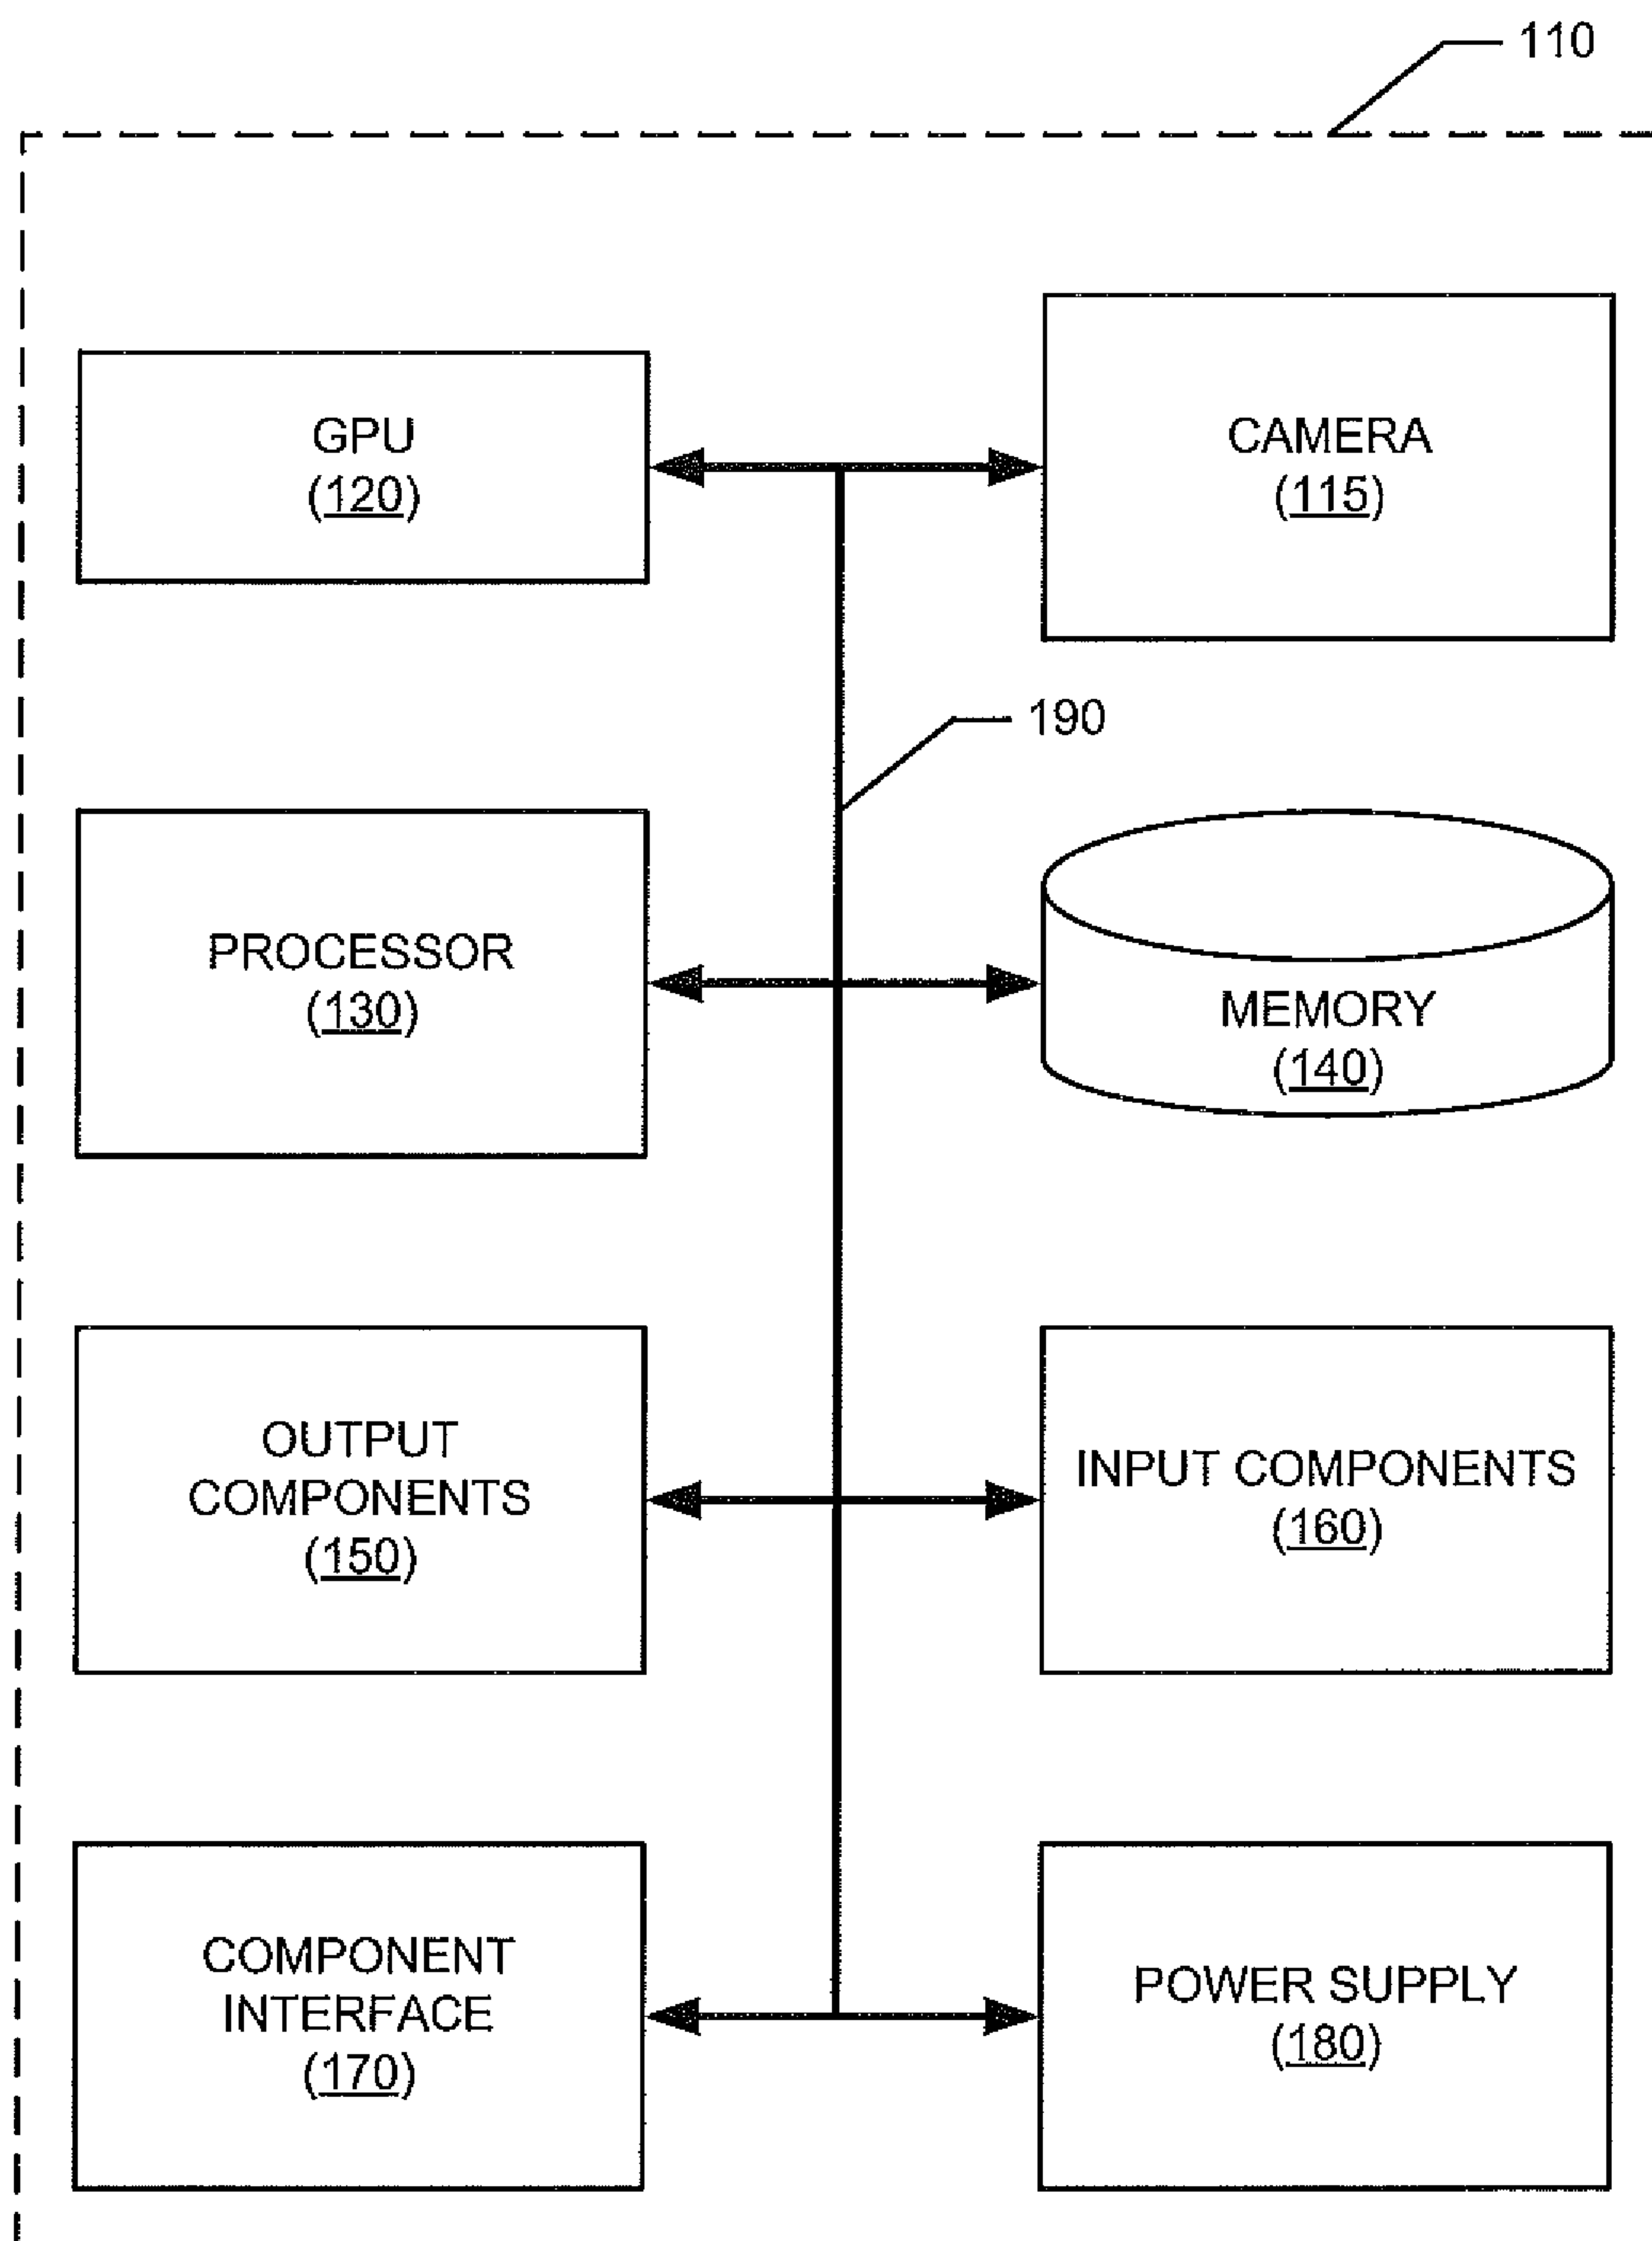 110
GPU
(120)
CAMERA
(115)
190
PROCESSOR
(130)
MEMORY
(140)
OUTPUT
COMPONENTS
(150)
INPUT COMPONENTS
(160)
COMPONENT
INTERFACE
(170)
POWER SUPPLY
(180)